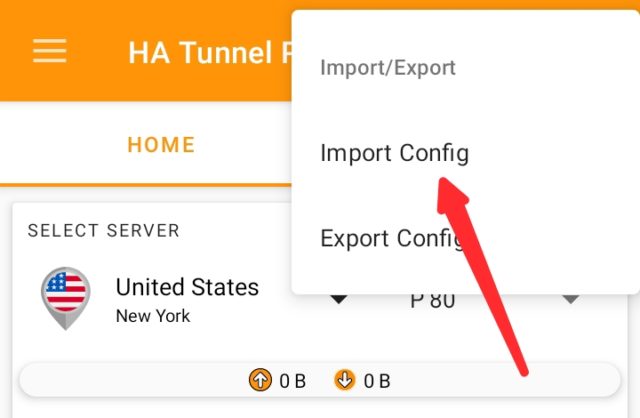 HA Tunnel P
Import/Export
HOME
Import Config
SELECT SERVER
Export Config
United States
P 80
New York
0 B
0 B